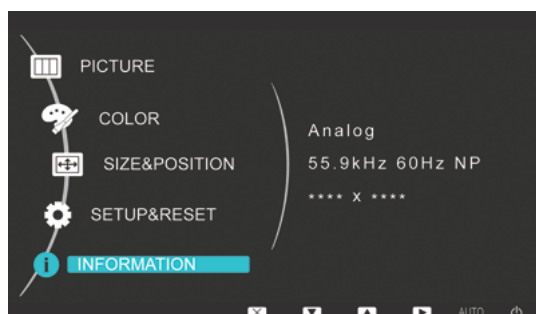 PICTURE
COLOR
SIZE&POSITION
SETUP&RESET
INFORMATION
Analog
55.9kHz 60Hz NP
**** x ****
AUTO